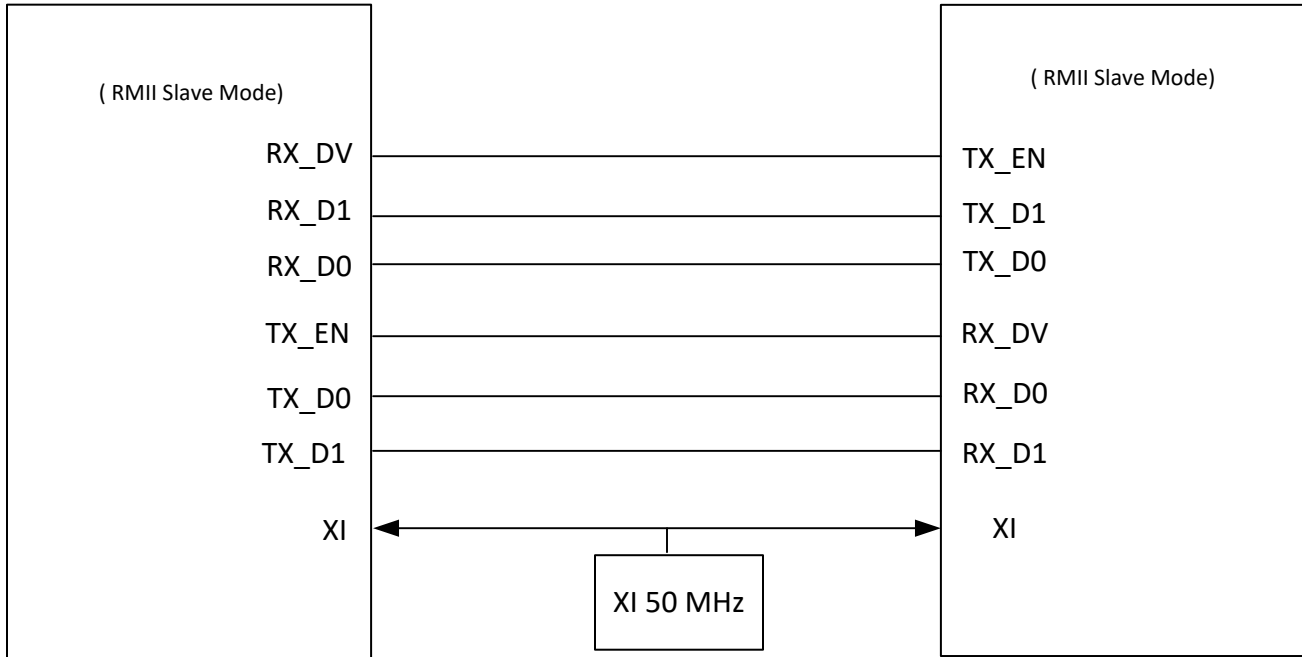 ( RMII Slave Mode)
RX_DV
RX_D1
RX_D0
TX_EN
TX_D0
TX_D1
XI
( RMII Slave Mode)
TX_EN
TX_D1
TX_D0
RX_DV
RX_D0
RX_D1
XI
XI 50 MHz